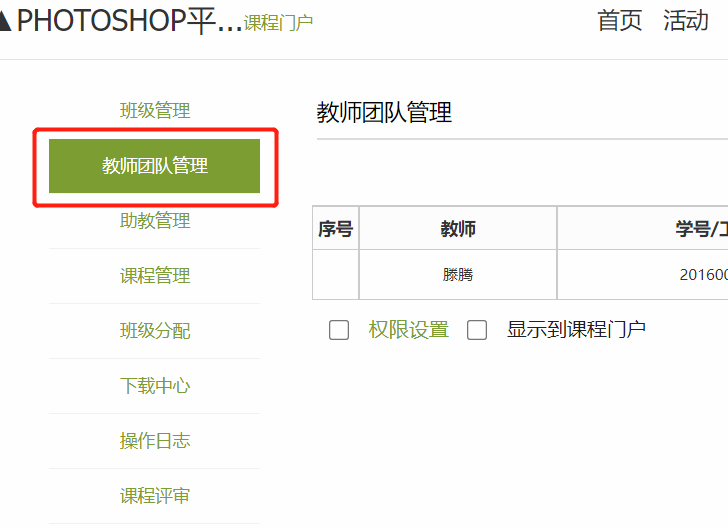 ▲PHOTOSHOP平...课程门户
首页 活动
班级管理
教师团队管理
助教管理
课程管理
班级分配
下载中心
操作日志
课程评审
教师团队管理
序号 教师 学号/工
滕腾 201600
权限设置 显示到课程门户